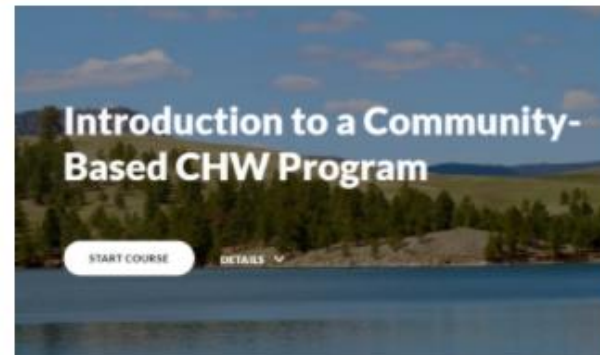 Introduction to a Community-
Based CHW Program
START COURSE
DETAILS